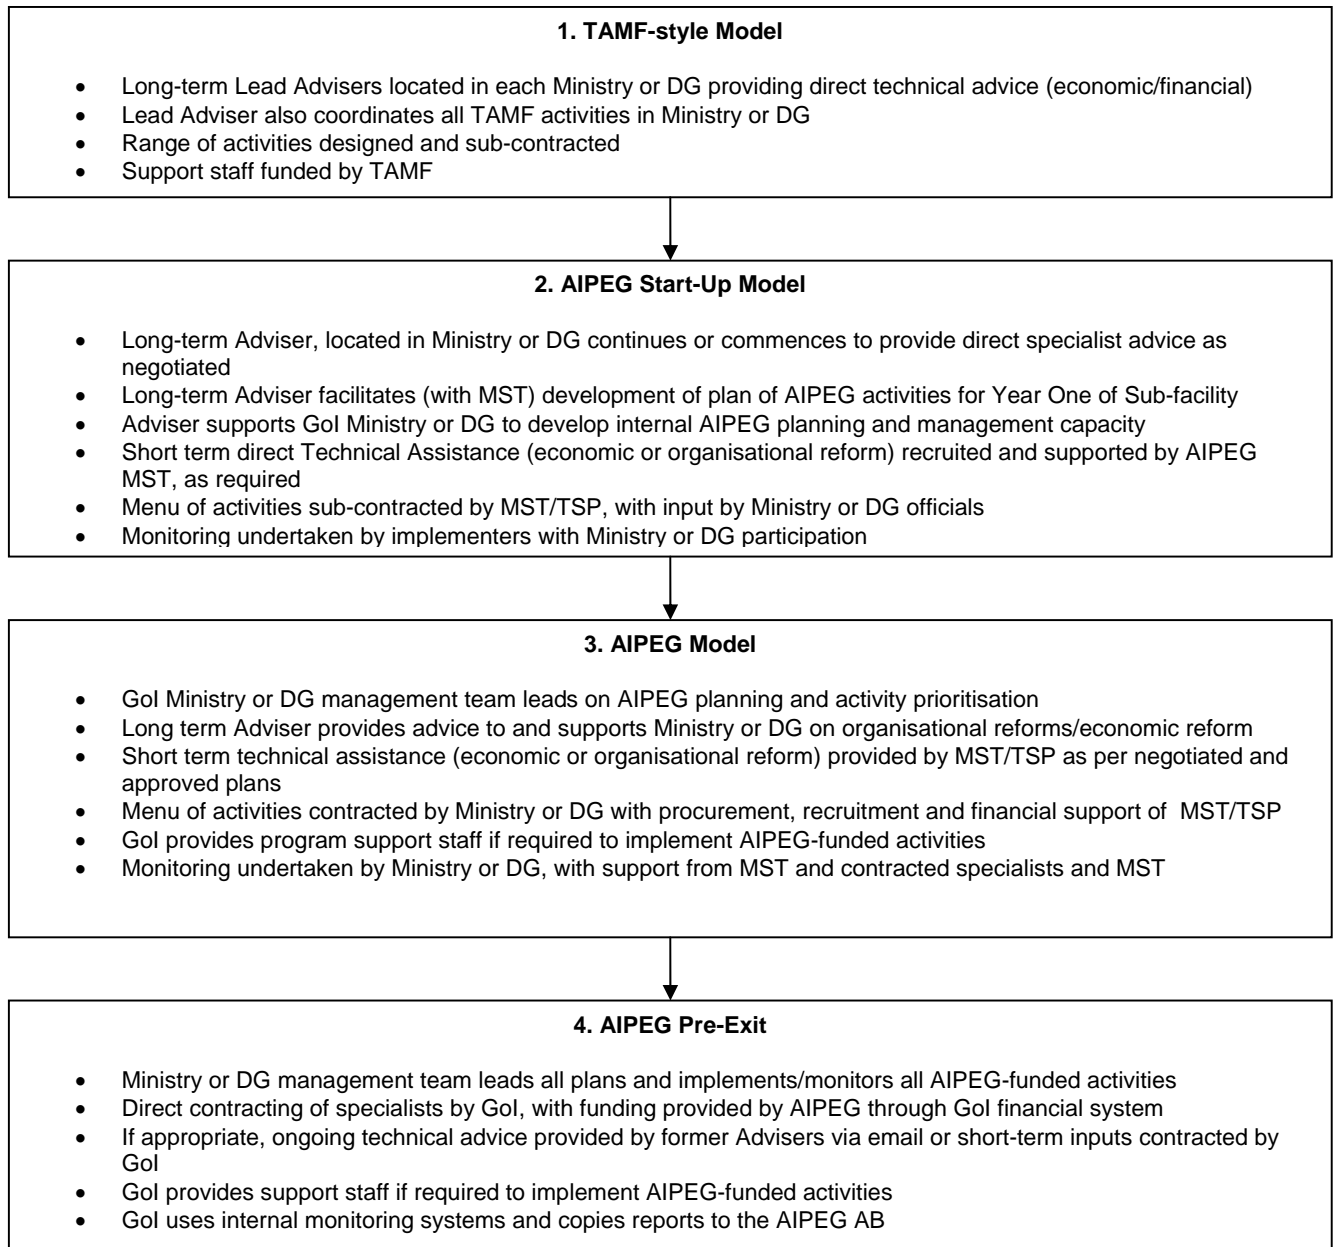 1. TAMF-style Model
• Long-term Lead Advisers located in each Ministry or DG providing direct technical advice (economic/financial)
• Lead Adviser also coordinates all TAMF activities in Ministry or DG
• Range of activities designed and sub-contracted
• Support staff funded by TAMF
2. AIPEG Start-Up Model
• Long-term Adviser, located in Ministry or DG continues or commences to provide direct specialist advice as
negotiated
• Long-term Adviser facilitates (with MST) development of plan of AIPEG activities for Year One of Sub-facility
• Adviser supports GoI Ministry or DG to develop internal AIPEG planning and management capacity
• Short term direct Technical Assistance (economic or organisational reform) recruited and supported by AIPEG
MST, as required
• Menu of activities sub-contracted by MST/TSP, with input by Ministry or DG officials
• Monitoring undertaken by implementers with Ministry or DG participation
3. AIPEG Model
• GoI Ministry or DG management team leads on AIPEG planning and activity prioritisation
• Long term Adviser provides advice to and supports Ministry or DG on organisational reforms/economic reform
• Short term technical assistance (economic or organisational reform) provided by MST/TSP as per negotiated and
approved plans
• Menu of activities contracted by Ministry or DG with procurement, recruitment and financial support of MST/TSP
• GoI provides program support staff if required to implement AIPEG-funded activities
• Monitoring undertaken by Ministry or DG, with support from MST and contracted specialists and MST
4. AIPEG Pre-Exit
• Ministry or DG management team leads all plans and implements/monitors all AIPEG-funded activities
• Direct contracting of specialists by GoI, with funding provided by AIPEG through GoI financial system
• If appropriate, ongoing technical advice provided by former Advisers via email or short-term inputs contracted by
GoI
• GoI provides support staff if required to implement AIPEG-funded activities
• GoI uses internal monitoring systems and copies reports to the AIPEG AB